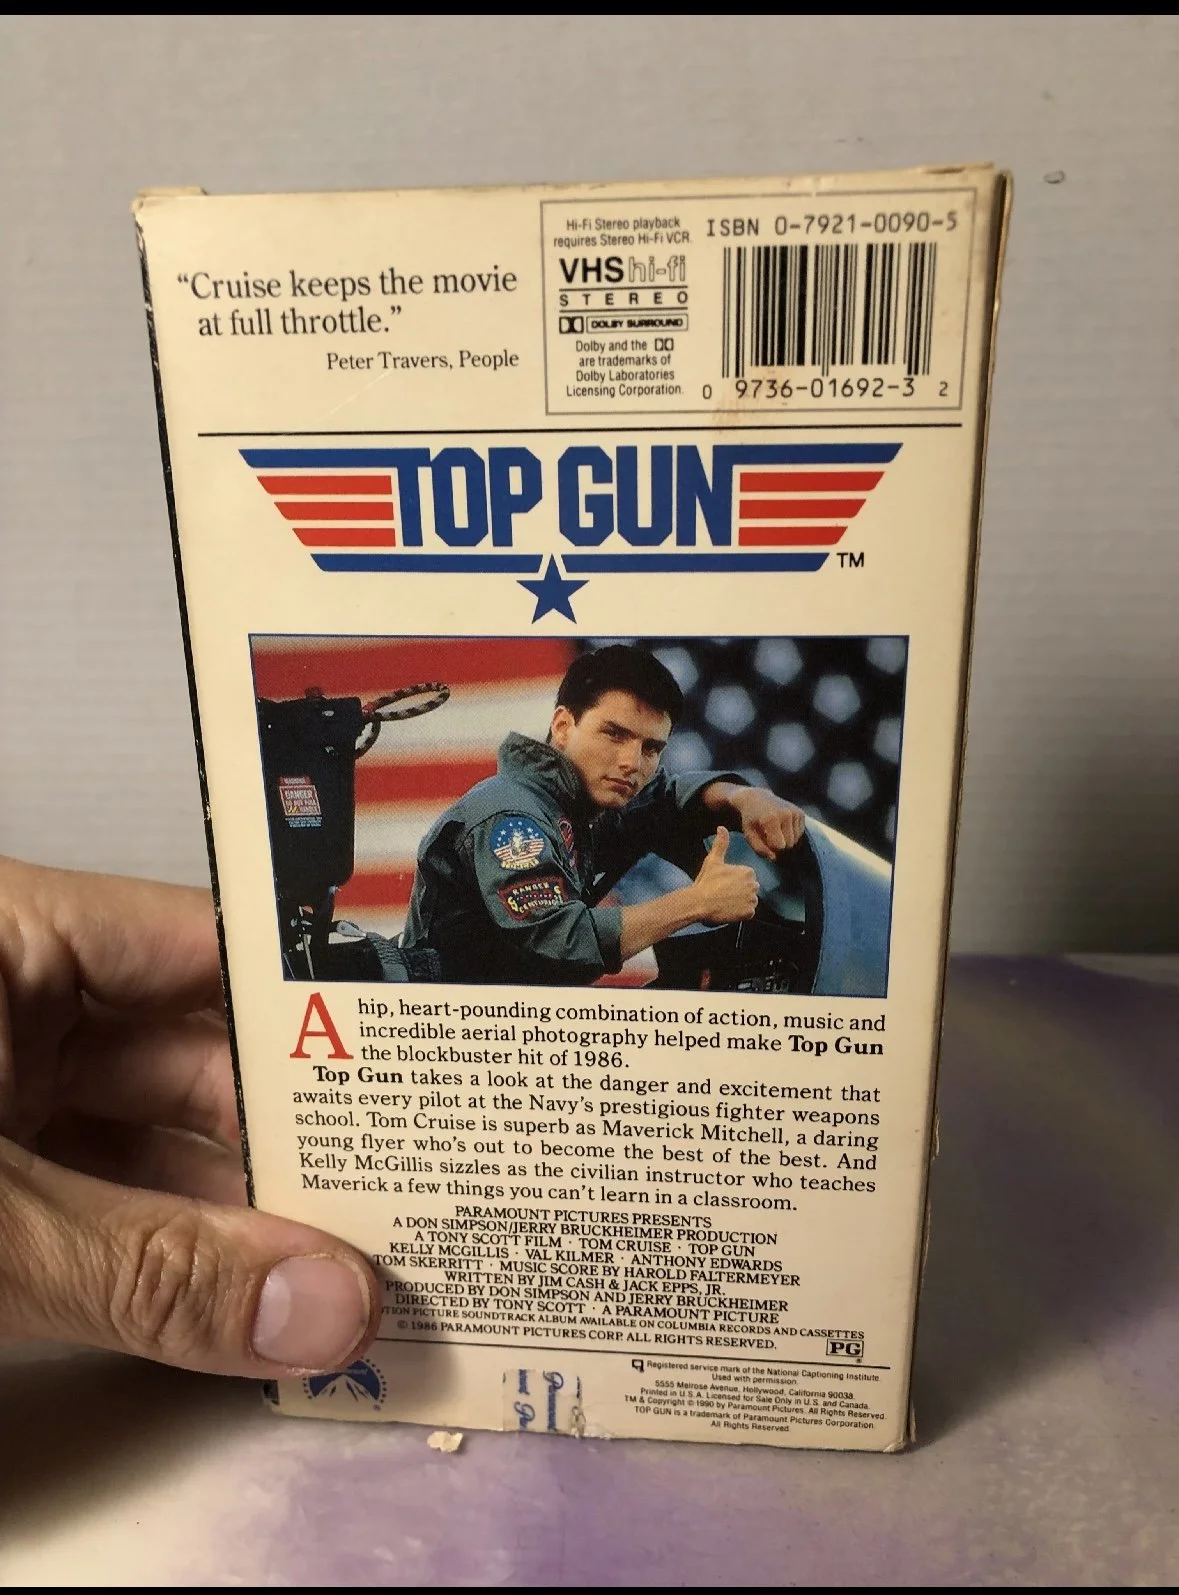 "Cruise keeps the movie
at full throttle."
Peter Travers, People
Hi-Fi Stereo playback
requires Stereo Hi-Fi VCR.
VHS hi-fi
STEREO
DOLBY SURROUND
Dolby and the
are trademarks of
Dolby Laboratories
Licensing Corporation.
ISBN 0-7921-0090-5
0 9736-01692-3 2
TOP GUN
TM
DANGER
TOMCAT
RANGER
A hip, heart-pounding combination of action, music and
incredible aerial photography helped make Top Gun
the blockbuster hit of 1986.
Top Gun takes a look at the danger and excitement that
awaits every pilot at the Navy's prestigious fighter weapons
school. Tom Cruise is superb as Maverick Mitchell, a daring
young flyer who's out to become the best of the best. And
Kelly McGillis sizzles as the civilian instructor who teaches
Maverick a few things you can't learn in a classroom.
PARAMOUNT PICTURES PRESENTS
A DON SIMPSON/JERRY BRUCKHEIMER PRODUCTION
A TONY SCOTT FILM · TOM CRUISE · TOP GUN
KELLY MCGILLIS · VAL KILMER · ANTHONY EDWARDS
TOM SKERRITT · MUSIC SCORE BY HAROLD FALTERMEYER
WRITTEN BY JIM CASH & JACK EPPS, JR.
PRODUCED BY DON SIMPSON AND JERRY BRUCKHEIMER
DIRECTED BY TONY SCOTT · A PARAMOUNT PICTURE
PICTURE SOUNDTRACK ALBUM AVAILABLE ON COLUMBIA RECORDS AND CASSETTES
© 1986 PARAMOUNT PICTURES CORP. ALL RIGHTS RESERVED.
PG
Registered service mark of the National Captioning Institute.
Used with permission.
5555 Melrose Avenue, Hollywood, California 90038.
Printed in U.S.A. Licensed for Sale Only in U.S. and Canada.
TM & Copyright © 1990 by Paramount Pictures. All Rights Reserved.
TOP GUN is a trademark of Paramount Pictures Corporation.
All Rights Reserved.
Paramount